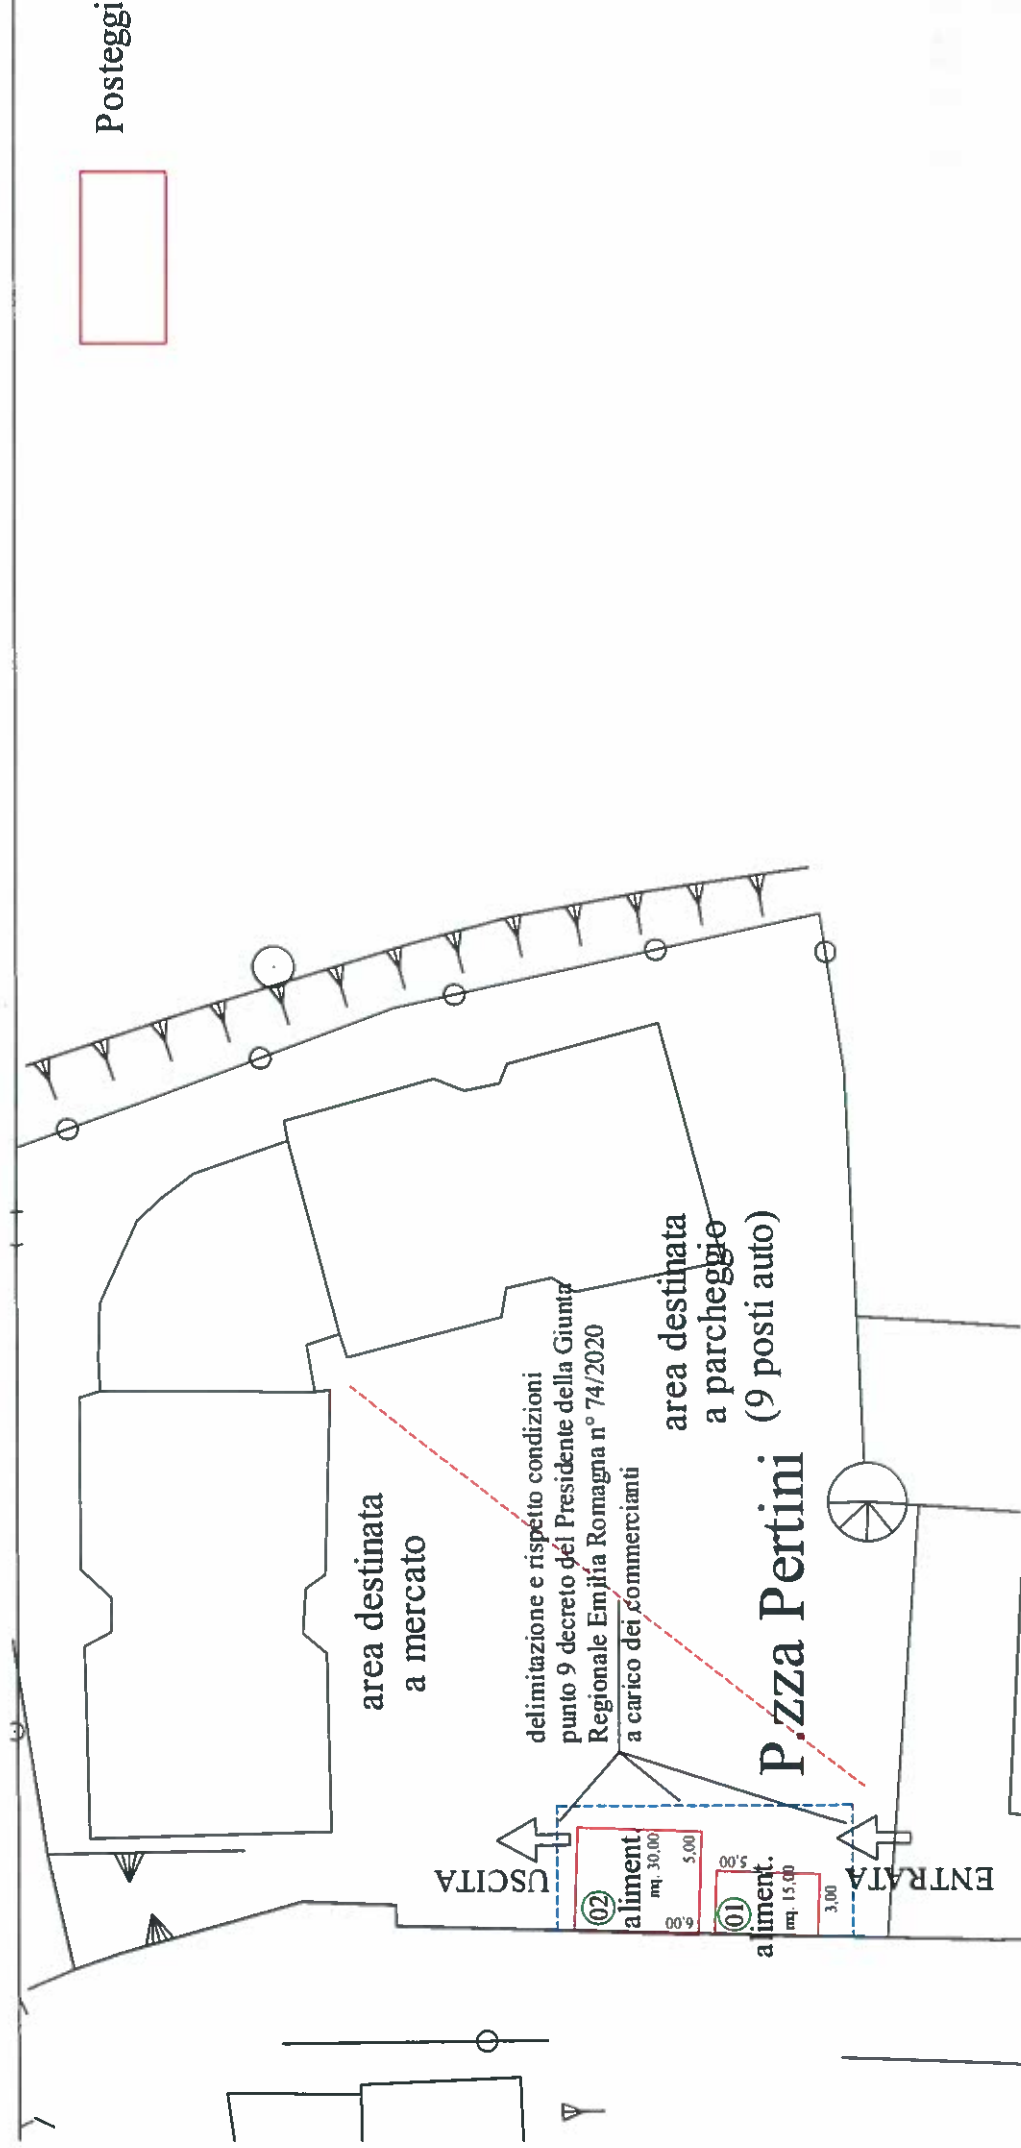 Posteggi
area destinata
a mercato
delimitazione e rispetto condizioni
punto 9 decreto del Presidente della Giunta
Regionale Emilia Romagna n° 74/2020
a carico dei commercianti
area destinata
a parcheggio
(9 posti auto)
P.zza Pertini
USCITA
02
aliment.
mq. 30,00
5,00
6,00
01
aliment.
mq. 15,00
5,00
3,00
ENTRATA